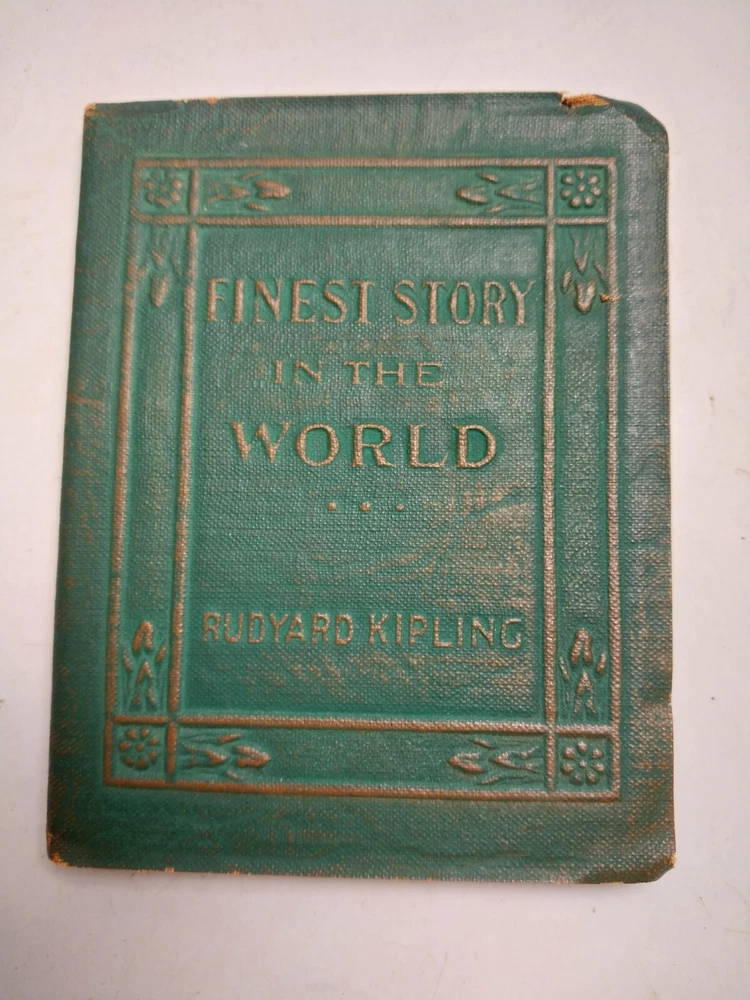 FINEST STORY
IN THE
WORLD
. . .
RUDYARD KIPLING